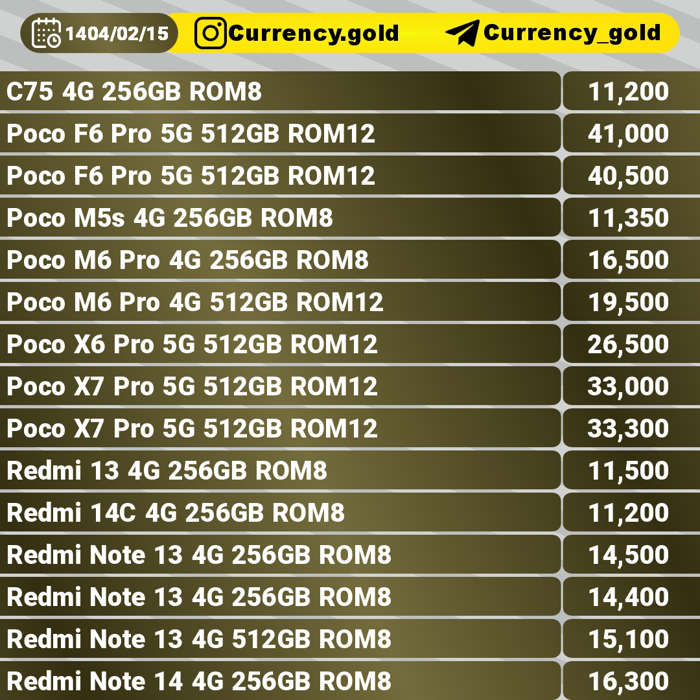 1404/02/15 Currency.gold Currency_gold
C75 4G 256GB ROM8 11,200
Poco F6 Pro 5G 512GB ROM12 41,000
Poco F6 Pro 5G 512GB ROM12 40,500
Poco M5s 4G 256GB ROM8 11,350
Poco M6 Pro 4G 256GB ROM8 16,500
Poco M6 Pro 4G 512GB ROM12 19,500
Poco X6 Pro 5G 512GB ROM12 26,500
Poco X7 Pro 5G 512GB ROM12 33,000
Poco X7 Pro 5G 512GB ROM12 33,300
Redmi 13 4G 256GB ROM8 11,500
Redmi 14C 4G 256GB ROM8 11,200
Redmi Note 13 4G 256GB ROM8 14,500
Redmi Note 13 4G 256GB ROM8 14,400
Redmi Note 13 4G 512GB ROM8 15,100
Redmi Note 14 4G 256GB ROM8 16,300